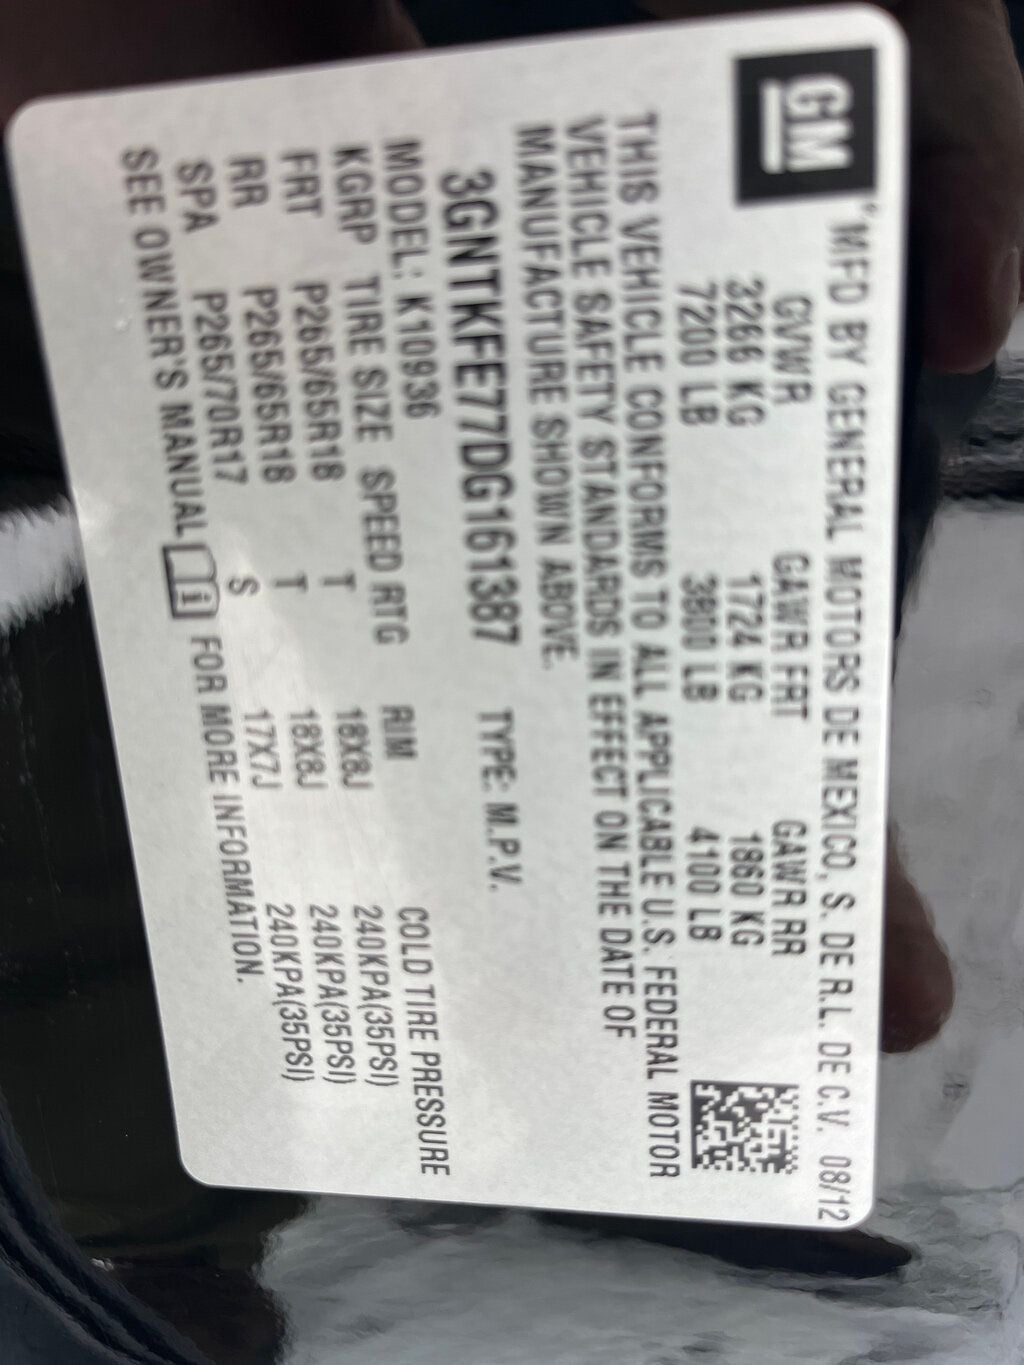 GM
"MFD BY GENERAL MOTORS DE MEXICO, S. DE R.L. DE C.V. 08/12
GVWR GAWR FRT GAWR RR
3266 KG 1724 KG 1860 KG
7200 LB 3800 LB 4100 LB
THIS VEHICLE CONFORMS TO ALL APPLICABLE U.S. FEDERAL MOTOR
VEHICLE SAFETY STANDARDS IN EFFECT ON THE DATE OF
MANUFACTURE SHOWN ABOVE.
3GNTKFE77DG161387 TYPE: M.P.V.
MODEL: K10936
KGRP TIRE SIZE SPEED RTG RIM COLD TIRE PRESSURE
FRT P265/65R18 T 18X8J 240KPA(35PSI)
RR P265/65R18 T 18X8J 240KPA(35PSI)
SPA P265/70R17 S 17X7J 240KPA(35PSI)
SEE OWNER'S MANUAL i FOR MORE INFORMATION.